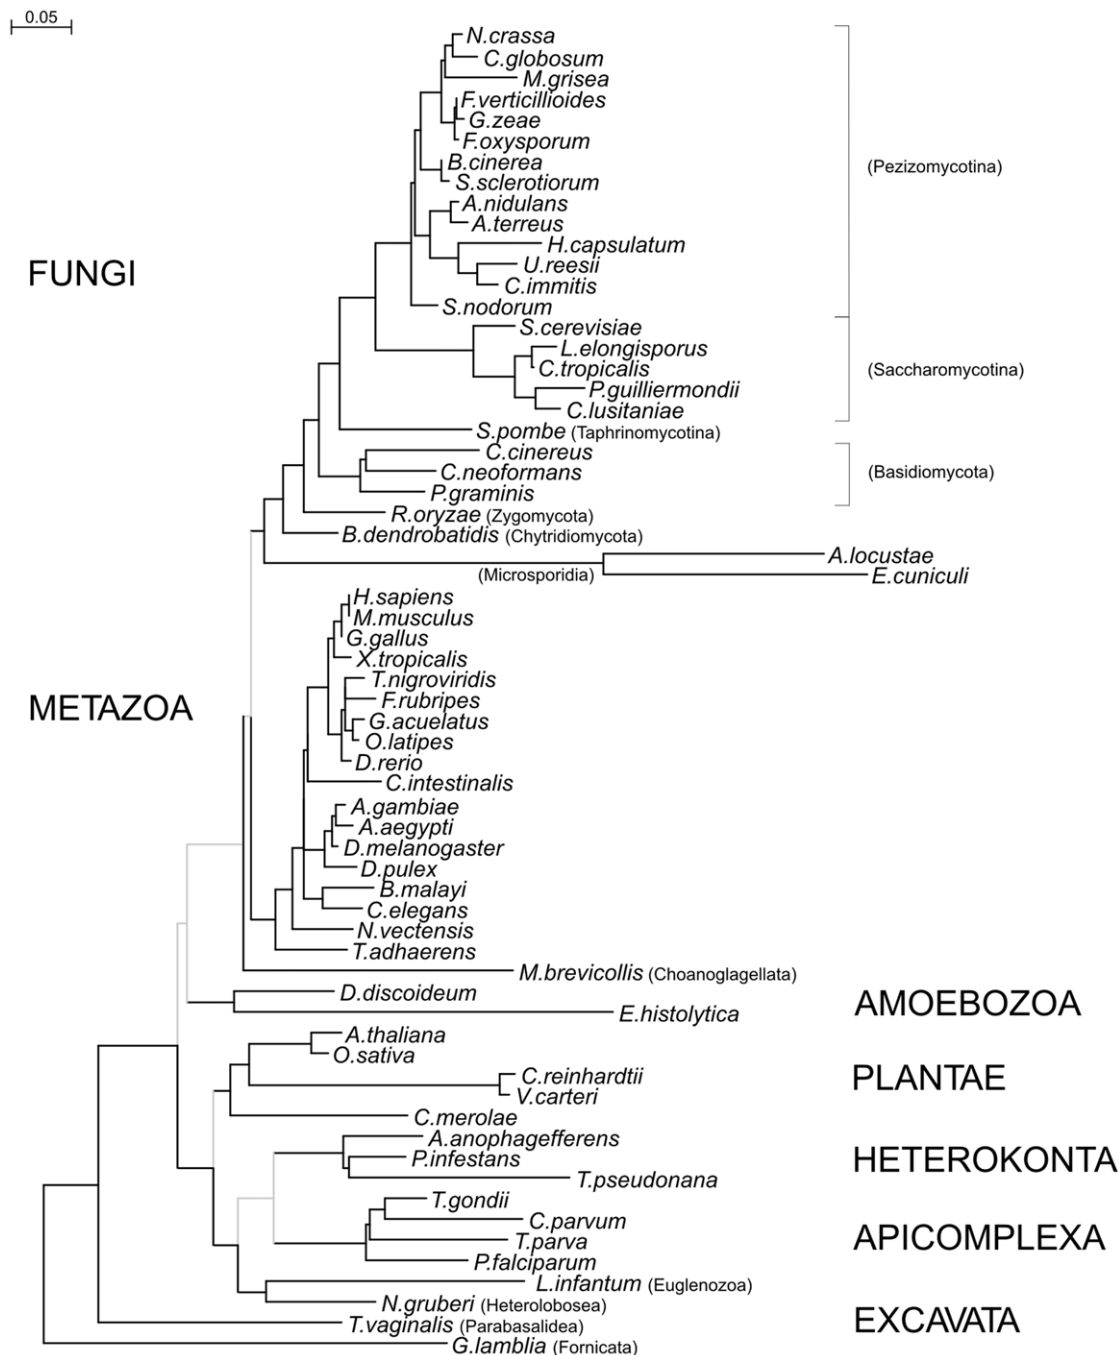 0.05
N.crassa
C.globosum
M.grisea
F.verticillioides
G.zeae
F.oxysporum
B.cinerea
(Pezizomycotina)
S.sclerotiorum
A.nidulans
A.terreus
H.capsulatum
U.reesii
FUNGI
C.immitis
S.nodorum
S.cerevisiae
L.elongisporus
C.tropicalis
(Saccharomycotina)
P.guilliermondii
C.lusitaniae
S.pombe (Taphrinomycotina)
C.cinereus
C.neoformans
(Basidiomycota)
P.graminis
R.oryzae (Zygomycota)
B.dendrobatidis (Chytridiomycota)
A.locustae
(Microsporidia)
E.cuniculi
H.sapiens
M.musculus
G.gallus
X.tropicalis
T.nigroviridis
F.rubripes
METAZOA
G.acuelatus
O.latipes
D.rerio
C.intestinalis
A.gambiae
A.aegypti
D.melanogaster
D.pulex
B.malayi
C.elegans
N.vectensis
T.adhaerens
M.brevicollis (Choanoglagellata)
D.discoideum
AMOEBOZOA
E.histolytica
A.thaliana
O.sativa
C.reinhardtii
PLANTAE
V.carteri
C.merolae
A.anophagefferens
P.infestans
HETEROKONTA
T.pseudonana
T.gondii
C.parvum
APICOMPLEXA
T.parva
P.falciparum
L.infantum (Euglenozoa)
N.gruberi (Heterolobosea)
EXCAVATA
T.vaginalis (Parabasalidea)
G.lamblia (Fornicata)